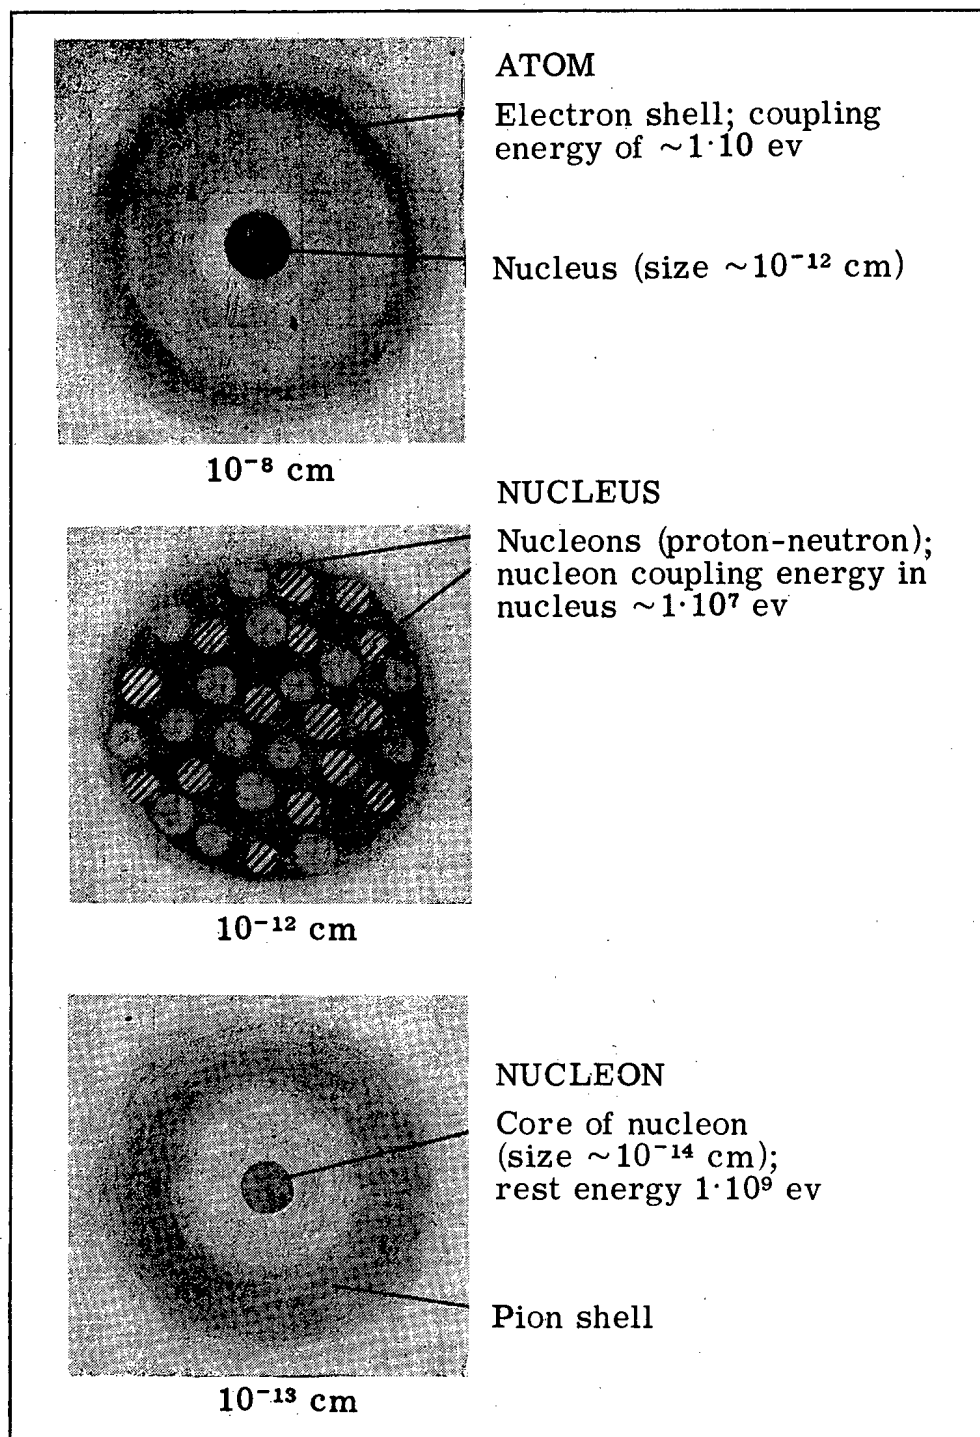 ATOM
Electron shell; coupling
energy of ~1·10 ev
Nucleus (size ~10⁻¹² cm)
10⁻⁸ cm
NUCLEUS
Nucleons (proton-neutron);
nucleon coupling energy in
nucleus ~1·10⁷ ev
10⁻¹² cm
NUCLEON
Core of nucleon
(size ~10⁻¹⁴ cm);
rest energy 1·10⁹ ev
Pion shell
10⁻¹³ cm